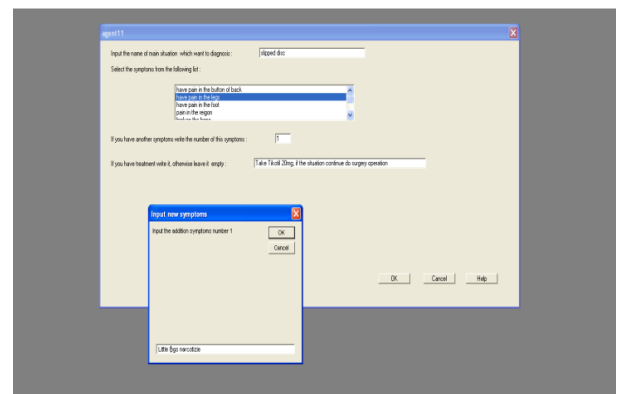 agent11
Input the name of main situation which want to diagnosis :
slipped disc
Select the symptoms from the following list :
have pain in the button of back
have pain in the legs
have pain in the foot
pain in the reigon
If you have another symptoms write the number of this symptoms :
1
If you have treatment write it, otherwise leave it empty :
Take Tikotil 20mg, if the situation continue do surgery operation
Input new symptoms
Input the addition symptoms number 1
OK
Cancel
OK Cancel Help
Little narcotizie